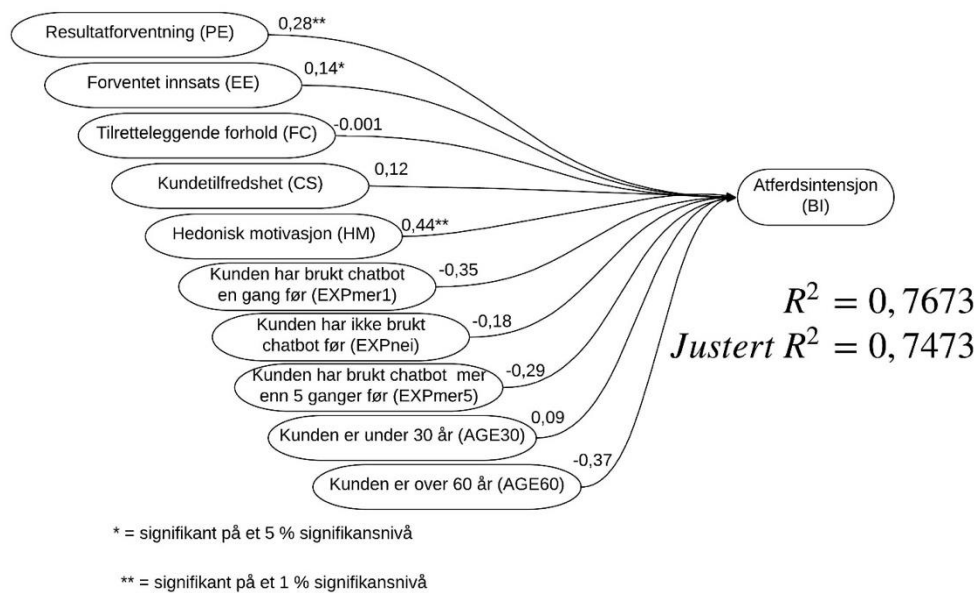 0,28**
Resultatforventning (PE)
0,14*
Forventet innsats (EE)
-0.001
Tilretteleggende forhold (FC)
0,12
Kundetilfredshet (CS)
Atferdsintensjon
(BI)
0,44**
Hedonisk motivasjon (HM)
-0,35
Kunden har brukt chatbot
en gang før (EXPmer1)
-0,18
Kunden har ikke brukt
chatbot før (EXPnei)
R² = 0,7673
Justert R² = 0,7473
-0,29
Kunden har brukt chatbot mer
enn 5 ganger før (EXPmer5)
0,09
Kunden er under 30 år (AGE30)
-0,37
Kunden er over 60 år (AGE60)
* = signifikant på et 5 % signifikansnivå
** = signifikant på et 1 % signifikansnivå